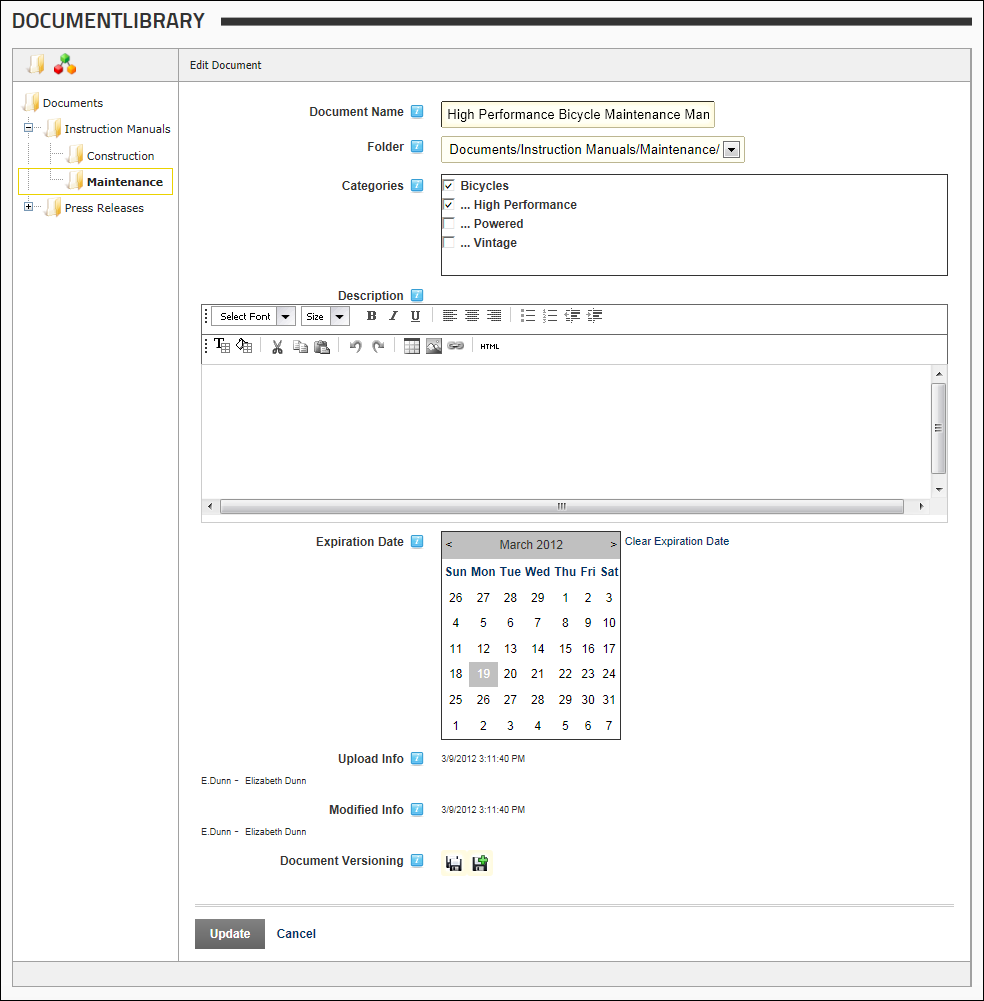 DOCUMENTLIBRARY
Edit Document
Documents
Instruction Manuals
Construction
Maintenance
Press Releases
Document Name
High Performance Bicycle Maintenance Man
Folder
Documents/Instruction Manuals/Maintenance/
Categories
Bicycles
... High Performance
... Powered
... Vintage
Description
Select Font Size B I U
HTML
Expiration Date
< March 2012 > Clear Expiration Date
Sun Mon Tue Wed Thu Fri Sat
26 27 28 29 1 2 3
4 5 6 7 8 9 10
11 12 13 14 15 16 17
18 19 20 21 22 23 24
25 26 27 28 29 30 31
1 2 3 4 5 6 7
Upload Info 3/9/2012 3:11:40 PM
E.Dunn - Elizabeth Dunn
Modified Info 3/9/2012 3:11:40 PM
E.Dunn - Elizabeth Dunn
Document Versioning
Update Cancel